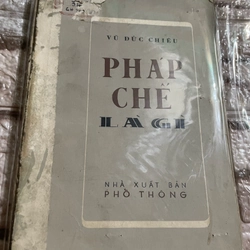 VŨ ĐỨC CHIỂU
PHÁP
CHẾ
LÀ GÌ
NHÀ XUẤT BẢN
PHỔ THÔNG